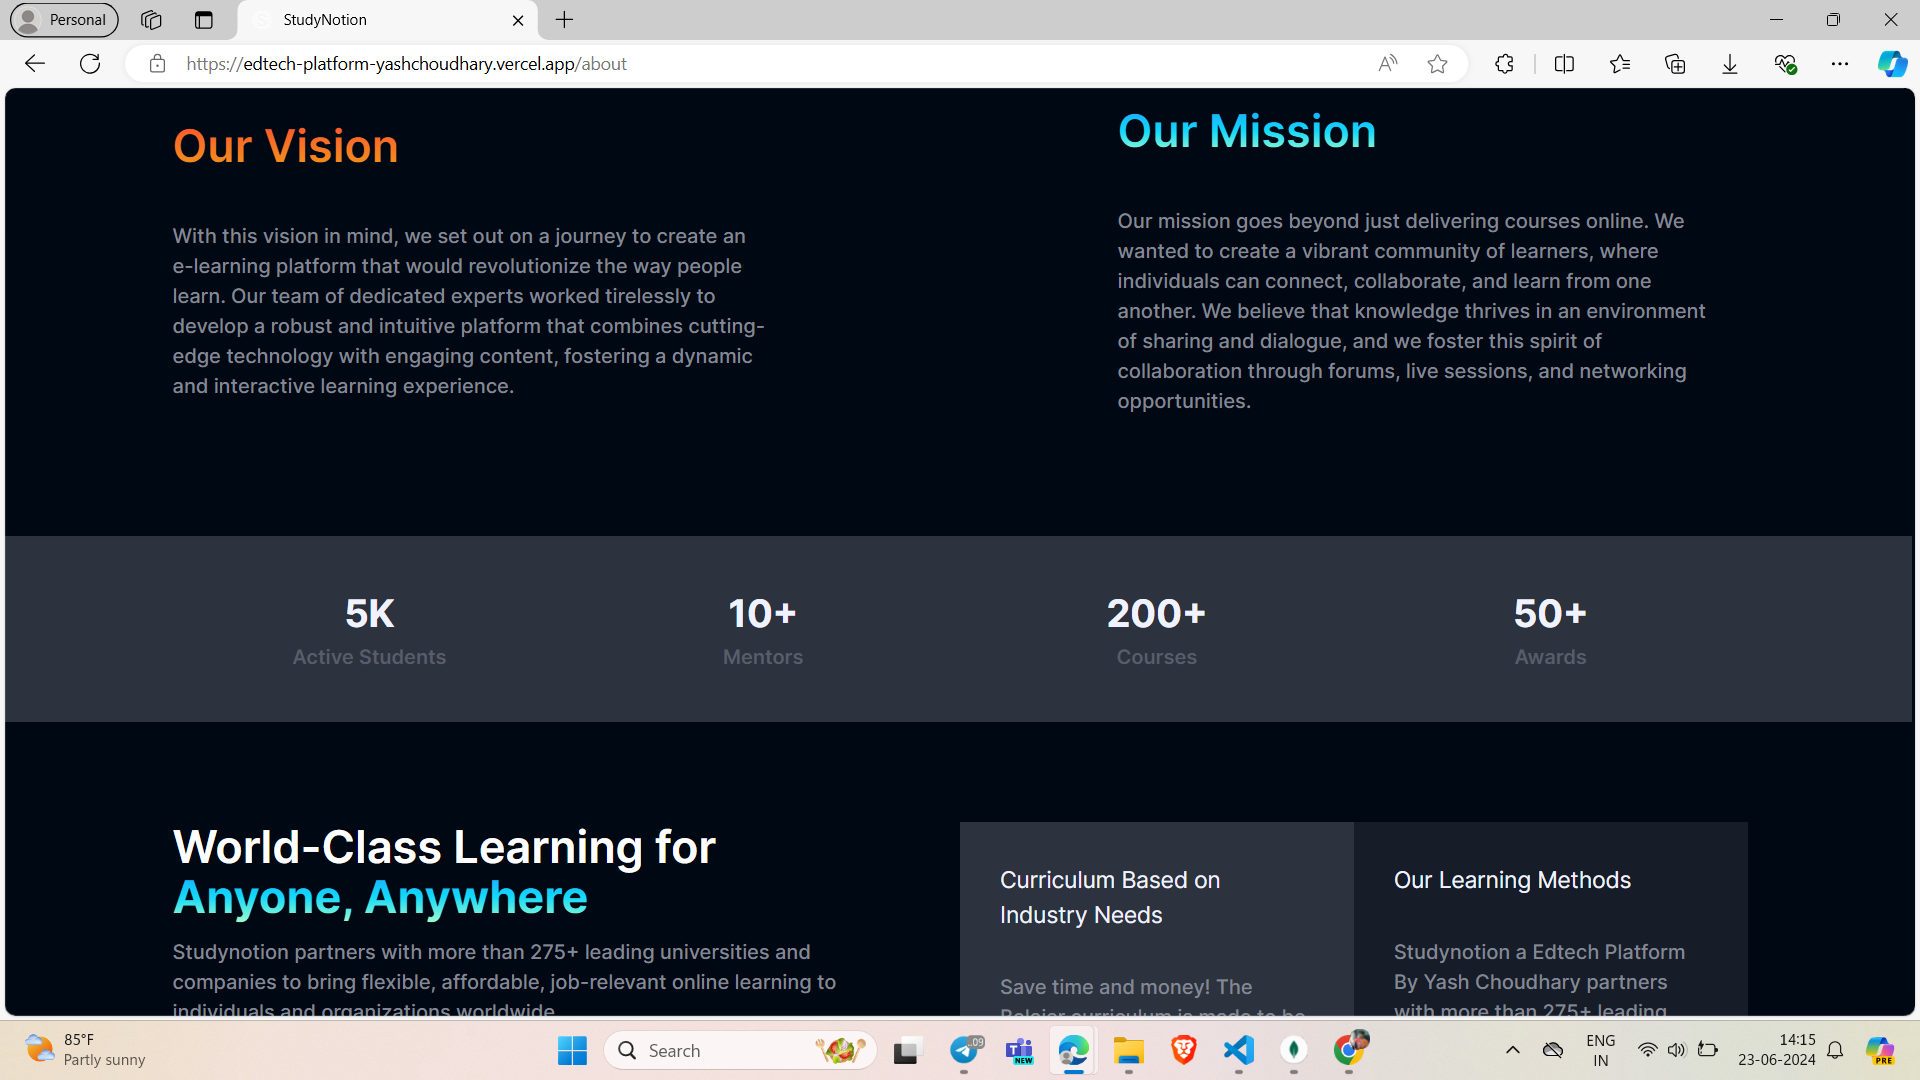 Personal
StudyNotion
https://edtech-platform-yashchoudhary.vercel.app/about
Our Vision
With this vision in mind, we set out on a journey to create an
e-learning platform that would revolutionize the way people
learn. Our team of dedicated experts worked tirelessly to
develop a robust and intuitive platform that combines cutting-
edge technology with engaging content, fostering a dynamic
and interactive learning experience.
Our Mission
Our mission goes beyond just delivering courses online. We
wanted to create a vibrant community of learners, where
individuals can connect, collaborate, and learn from one
another. We believe that knowledge thrives in an environment
of sharing and dialogue, and we foster this spirit of
collaboration through forums, live sessions, and networking
opportunities.
5K
Active Students
10+
Mentors
200+
Courses
50+
Awards
World-Class Learning for
Anyone, Anywhere
Studynotion partners with more than 275+ leading universities and
companies to bring flexible, affordable, job-relevant online learning to
individuals and organizations worldwide
Curriculum Based on
Industry Needs
Save time and money! The
Belajar curriculum is made to be
Our Learning Methods
Studynotion a Edtech Platform
By Yash Choudhary partners
with more than 275+ leading
85°F
Partly sunny
Search
..09
NEW
ENG
IN
14:15
23-06-2024
PRE